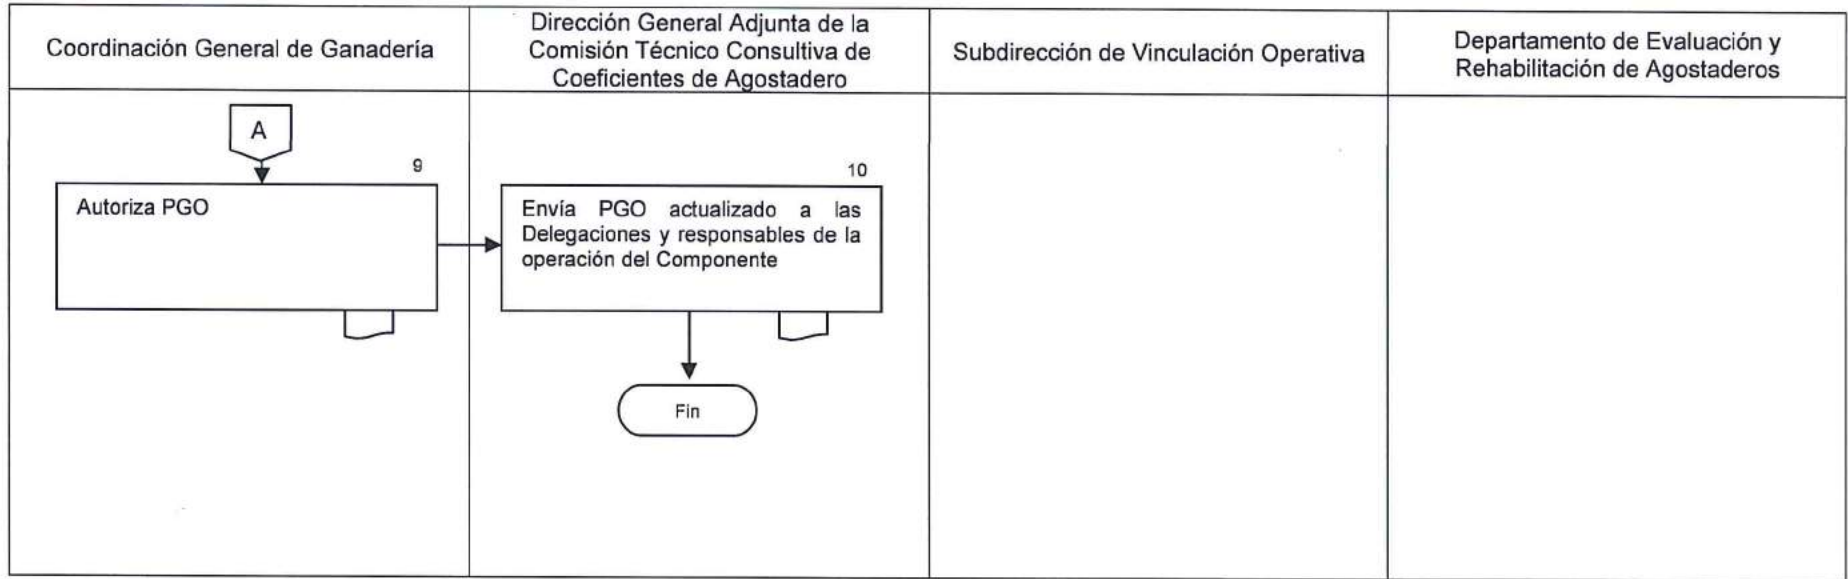 Coordinación General de Ganadería
Dirección General Adjunta de la
Comisión Técnico Consultiva de
Coeficientes de Agostadero
Subdirección de Vinculación Operativa
Departamento de Evaluación y
Rehabilitación de Agostaderos
A
9
Autoriza PGO
10
Envía PGO actualizado a las
Delegaciones y responsables de la
operación del Componente
Fin